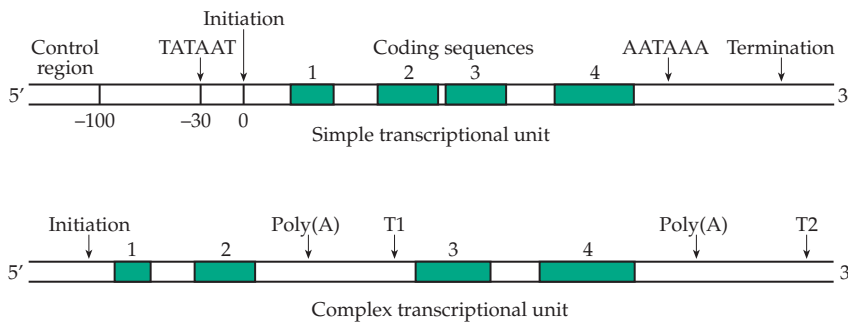 Initiation
Control region
TATAAT
Coding sequences
AATAAA
Termination
1
2
3
4
5′
3
–100
–30
0
Simple transcriptional unit
Initiation
Poly(A)
T1
Poly(A)
T2
1
2
3
4
5′
3
Complex transcriptional unit